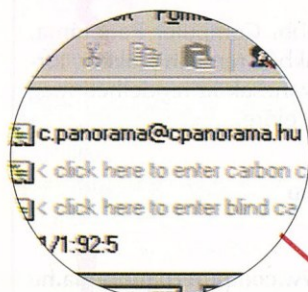 c.panorama@cpanorama.hu
< click here to enter carbon c
< click here to enter blind ca
1/1:92:5